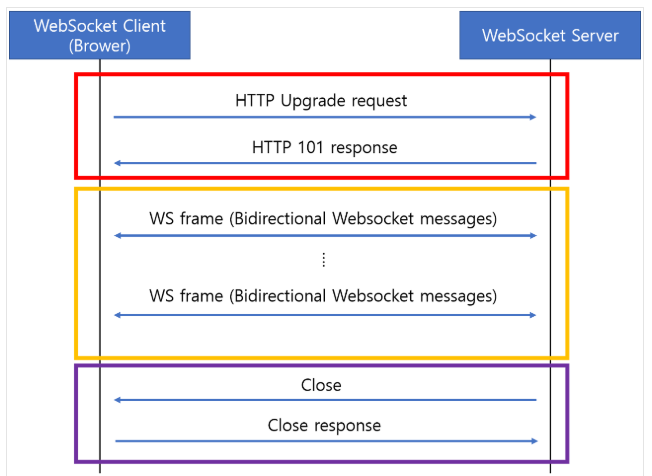 WebSocket Client
(Brower)
WebSocket Server
HTTP Upgrade request
HTTP 101 response
WS frame (Bidirectional Websocket messages)
WS frame (Bidirectional Websocket messages)
Close
Close response